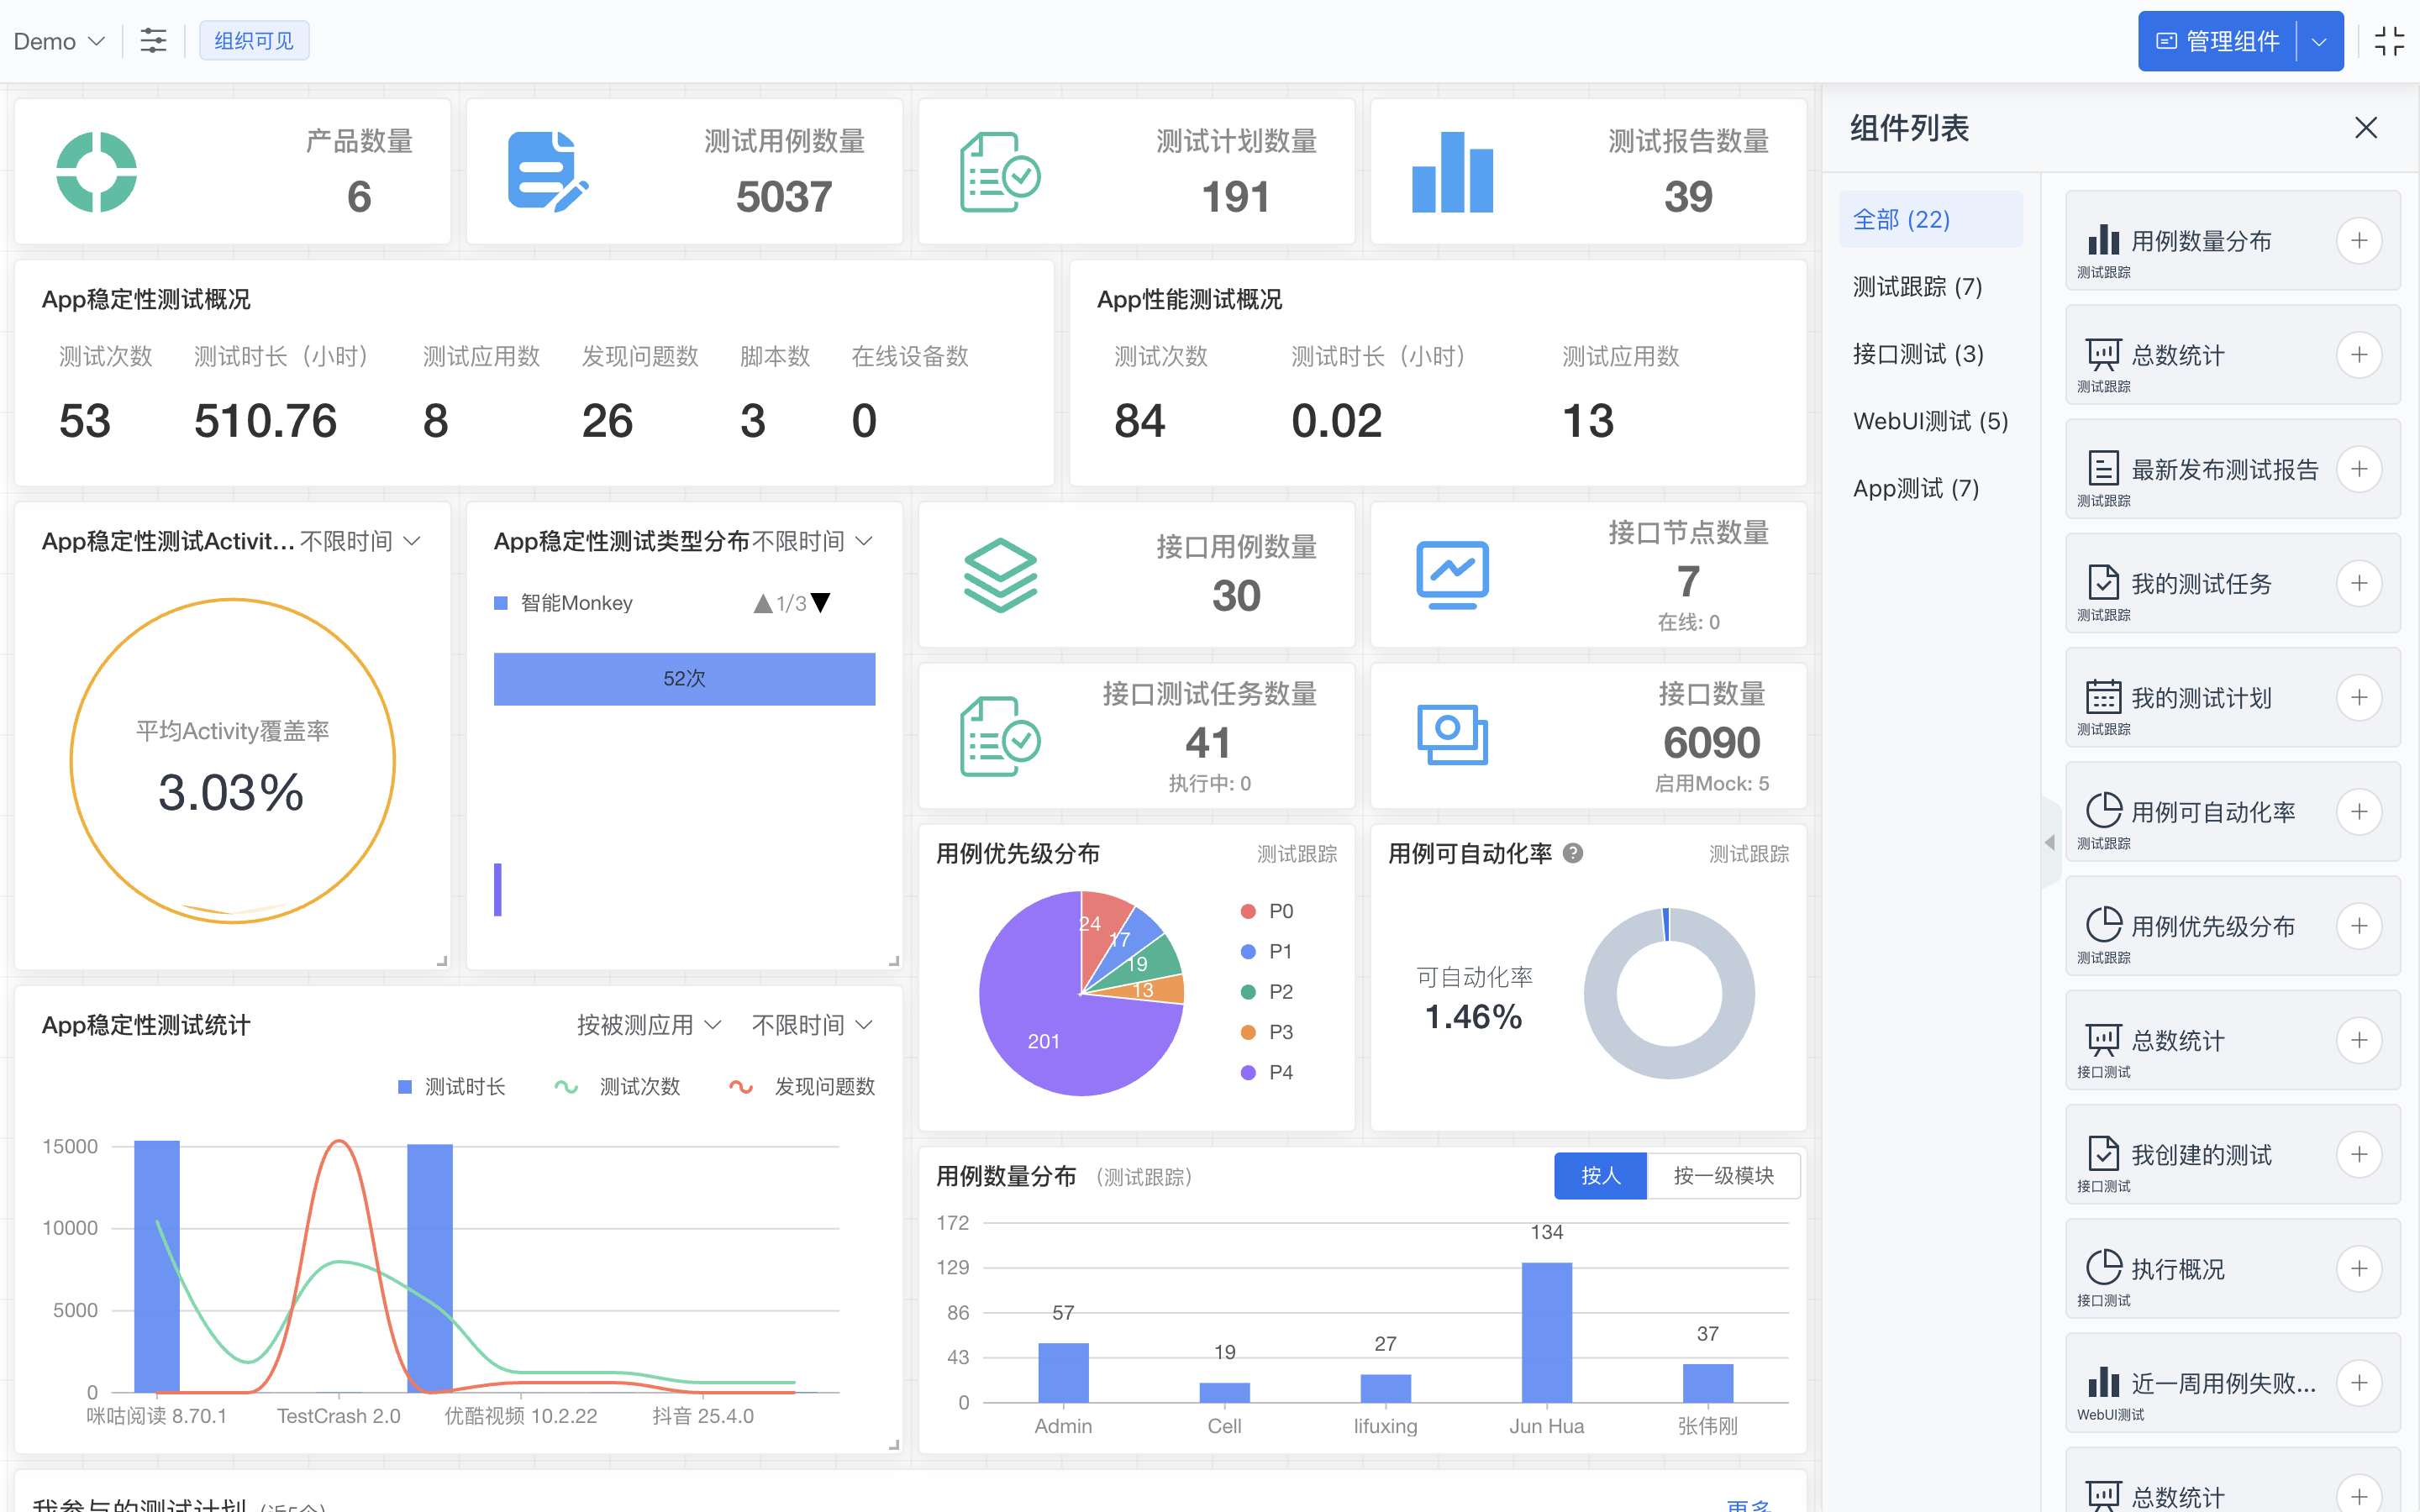 Demo
组织可见
管理组件
产品数量
6
测试用例数量
5037
测试计划数量
191
测试报告数量
39
App稳定性测试概况
测试次数 测试时长（小时） 测试应用数 发现问题数 脚本数 在线设备数
53 510.76 8 26 3 0
App性能测试概况
测试次数 测试时长（小时） 测试应用数
84 0.02 13
App稳定性测试Activit... 不限时间
平均Activity覆盖率
3.03%
App稳定性测试类型分布 不限时间
智能Monkey
1/3
52次
接口用例数量
30
接口节点数量
7
在线: 0
接口测试任务数量
41
执行中: 0
接口数量
6090
启用Mock: 5
用例优先级分布 测试跟踪
24
17
19
13
201
P0
P1
P2
P3
P4
用例可自动化率 ? 测试跟踪
可自动化率
1.46%
App稳定性测试统计 按被测应用 不限时间
测试时长 测试次数 发现问题数
15000
10000
5000
0
咪咕阅读 8.70.1 TestCrash 2.0 优酷视频 10.2.22 抖音 25.4.0
用例数量分布 （测试跟踪） 按人 按一级模块
172
129
86
43
0
57
19
27
134
37
Admin Cell lifuxing Jun Hua 张伟刚
我参与的测试计划（近5个） 更多
组件列表
全部 (22)
测试跟踪 (7)
接口测试 (3)
WebUI测试 (5)
App测试 (7)
用例数量分布
测试跟踪
总数统计
测试跟踪
最新发布测试报告
测试跟踪
我的测试任务
测试跟踪
我的测试计划
测试跟踪
用例可自动化率
测试跟踪
用例优先级分布
测试跟踪
总数统计
接口测试
我创建的测试
接口测试
执行概况
接口测试
近一周用例失败...
WebUI测试
总数统计